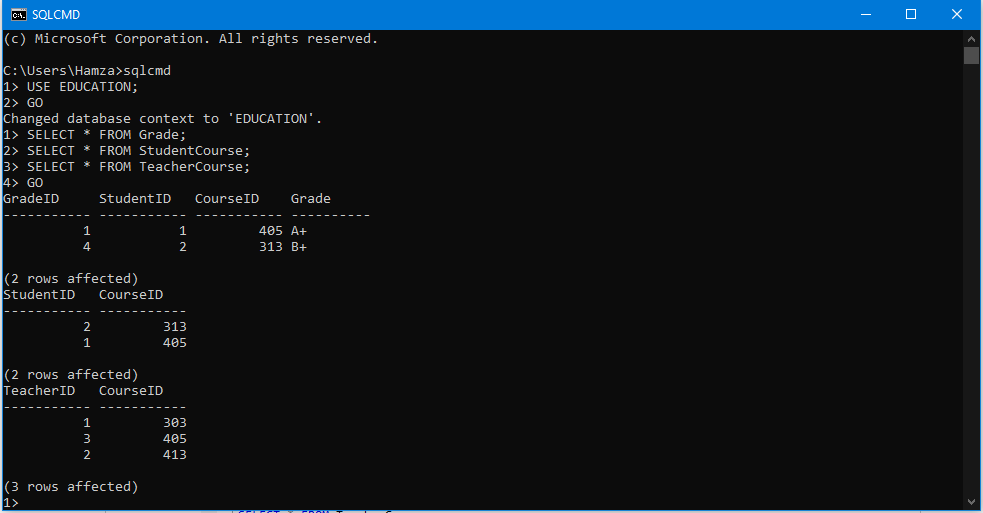 SQLCMD
(c) Microsoft Corporation. All rights reserved.
C:\Users\Hamza>sqlcmd
1> USE EDUCATION;
2> GO
Changed database context to 'EDUCATION'.
1> SELECT * FROM Grade;
2> SELECT * FROM StudentCourse;
3> SELECT * FROM TeacherCourse;
4> GO
GradeID     StudentID   CourseID    Grade
----------- ----------- ----------- ----------
          1           1         405 A+
          4           2         313 B+
(2 rows affected)
StudentID   CourseID
----------- -----------
          2         313
          1         405
(2 rows affected)
TeacherID   CourseID
----------- -----------
          1         303
          3         405
          2         413
(3 rows affected)
1>